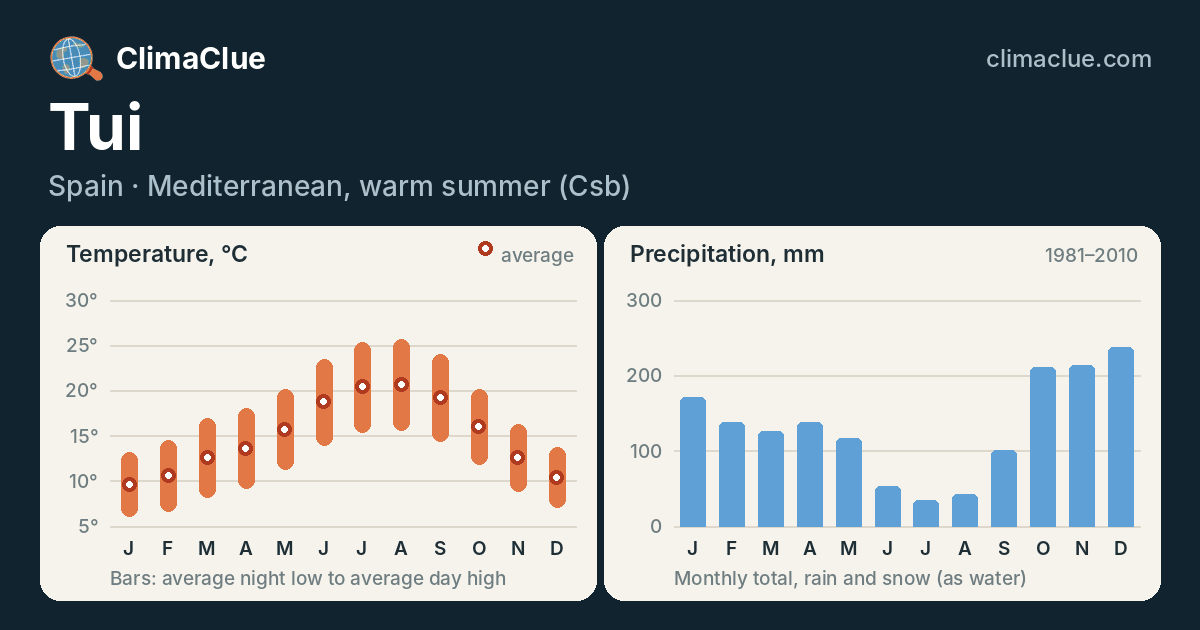 ClimaClue
climaclue.com
Tui
Spain · Mediterranean, warm summer (Csb)
Temperature, °C
average
30°
25°
20°
15°
10°
5°
J F M A M J J A S O N D
Bars: average night low to average day high
Precipitation, mm
1981–2010
300
200
100
0
J F M A M J J A S O N D
Monthly total, rain and snow (as water)